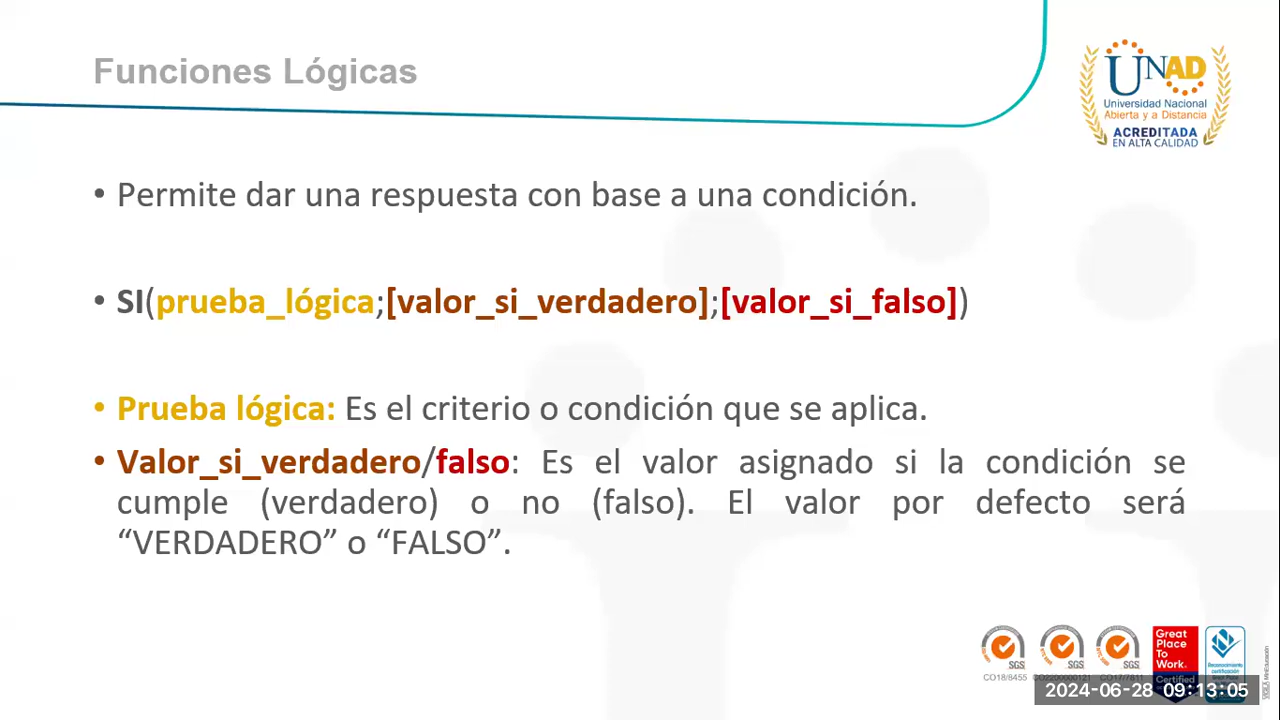 Funciones Lógicas
UNAD
Universidad Nacional
Abierta y a Distancia
ACREDITADA
EN ALTA CALIDAD
• Permite dar una respuesta con base a una condición.
• SI(prueba_lógica;[valor_si_verdadero];[valor_si_falso])
• Prueba lógica: Es el criterio o condición que se aplica.
• Valor_si_verdadero/falso: Es el valor asignado si la condición se
cumple (verdadero) o no (falso). El valor por defecto será
“VERDADERO” o “FALSO”.
SGS
SGS
SGS
Great
Place
To
Work.
Certified
CO18/8455
2024-06-28 09:13:05